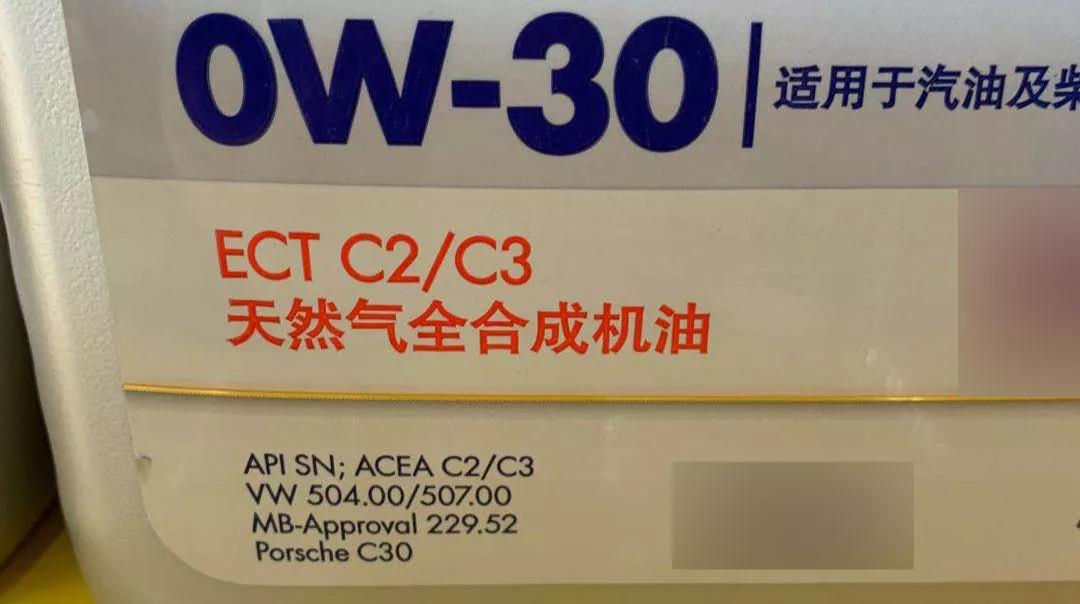 0W-30 | 适用于汽油及
ECT C2/C3
天然气全合成机油
API SN; ACEA C2/C3
VW 504.00/507.00
MB-Approval 229.52
Porsche C30